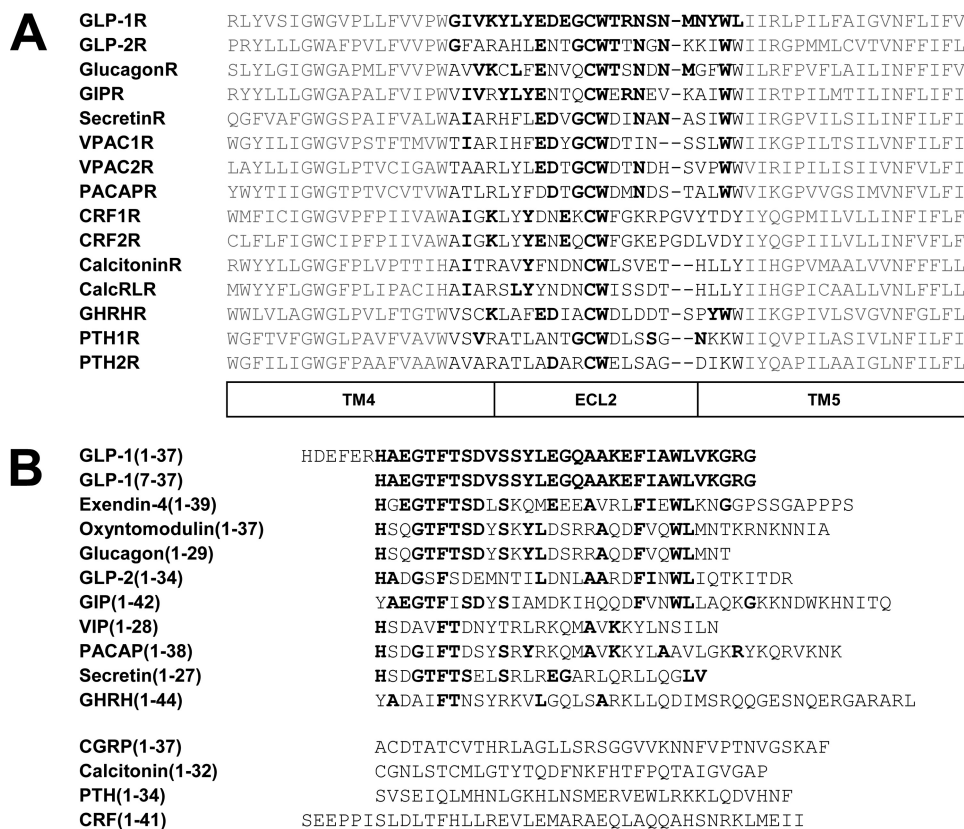 A
GLP-1R RLYVSIGWGVPLLFVVPWGIVKYLYEDEGCWTRNSN-MNYWLIIRLPILFAIGVNFLIFV
GLP-2R PRYLLLGWAFPVLFVVPWGFARAHLENTGCWTTNGN-KKIWWIIRGPMMLCVTVNFFIFL
GlucagonR SLYLGIGWGAPMLFVVPWAVVKCLFENVQCWTSNDN-MGFWWILRFPVFLAILINFFIFV
GIPR RYYLLLGWGAPALFVIPWVIVRYLYENTQCWERNEV-KAIWWIIRTPILMTILINFLIFI
SecretinR QGFVAFGWGSPAIFVALWAIARHFLEDVGCWDINAN-ASIWWIIRGPVILSILINFILFI
VPAC1R WGYILIGWGVPSTFTMVWTIARIHFEDYGCWDTIN--SSLWWIIKGPILTSILVNFILFI
VPAC2R LAYLLIGWGLPTVCIGAWTAARLYLEDTGCWDTNDH-SVPWWVIRIPILISIIVNFVLFI
PACAPR YWYTIIGWGTPTVCVTVWATLRLYFDDTGCWDMNDS-TALWWVIKGPVVGSIMVNFVLFI
CRF1R WMFICIGWGVPFPIIVAWAIGKLYYDNEKCWFGKRPGVYTDYIYQGPMILVLLINFIFLF
CRF2R CLFLFIGWCIPFPIIVAWAIGKLYYENEQCWFGKEPGDLVDYIYQGPIILVLLINFVFLF
CalcitoninR RWYYLLGWGFPLVPTTIHAITRAVYFNDNCWLSVET--HLLYIIHGPVMAALVVNFFFLL
CalcRLR MWYYFLGWGFPLIPACIHAIARSLYYNDNCWISSDT--HLLYIIHGPICAALLVNLFFLL
GHRHR WWLVLAGWGLPVLFTGTWVSCKLAFEDIACWDLDDT-SPYWWIIKGPIVLSVGVNFGLFL
PTH1R WGFTVFGWGLPAVFVAVWVSVRATLANTGCWDLSSG--NKKWIIQVPILASIVLNFILFI
PTH2R WGFILIGWGLPAAFVAAWAVARATLADARCWELSAG--DIKWIYQAPILAAIGLNFILFL
TM4 ECL2 TM5
B
GLP-1(1-37) HDEFERHAEGTFTSDVSSYLEGQAAKEFIAWLVKGRG
GLP-1(7-37) HAEGTFTSDVSSYLEGQAAKEFIAWLVKGRG
Exendin-4(1-39) HGEGTFTSDLSKQMEEEAVRLFIEWLKNGGPSSGAPPPS
Oxyntomodulin(1-37) HSQGTFTSDYSKYLDSRRAQDFVQWLMNTKRNKNNIA
Glucagon(1-29) HSQGTFTSDYSKYLDSRRAQDFVQWLMNT
GLP-2(1-34) HADGSFSDEMNTILDNLAARDFINWLIQTKITDR
GIP(1-42) YAEGTFISDYSIAMDKIHQQDFVNWLLAQKGKKNDWKHNITQ
VIP(1-28) HSDAVFTDNYTRLRKQMAVKKYLNSILN
PACAP(1-38) HSDGIFTDSYSRYRKQMAVKKYLAAVLGKRYKQRVKNK
Secretin(1-27) HSDGTFTSELSRLREGARLQRLLQGLV
GHRH(1-44) YADAIFTNSYRKVLGQLSARKLLQDIMSRQQGESNQERGARARL
CGRP(1-37) ACDTATCVTHRLAGLLSRSGGVVKNNFVPTNVGSKAF
Calcitonin(1-32) CGNLSTCMLGTYTQDFNKFHTFPQTAIGVGAP
PTH(1-34) SVSEIQLMHNLGKHLNSMERVEWLRKKLQDVHNF
CRF(1-41) SEEPPISLDLTFHLLREVLEMARAEQLAQQAHSNRKLMEII